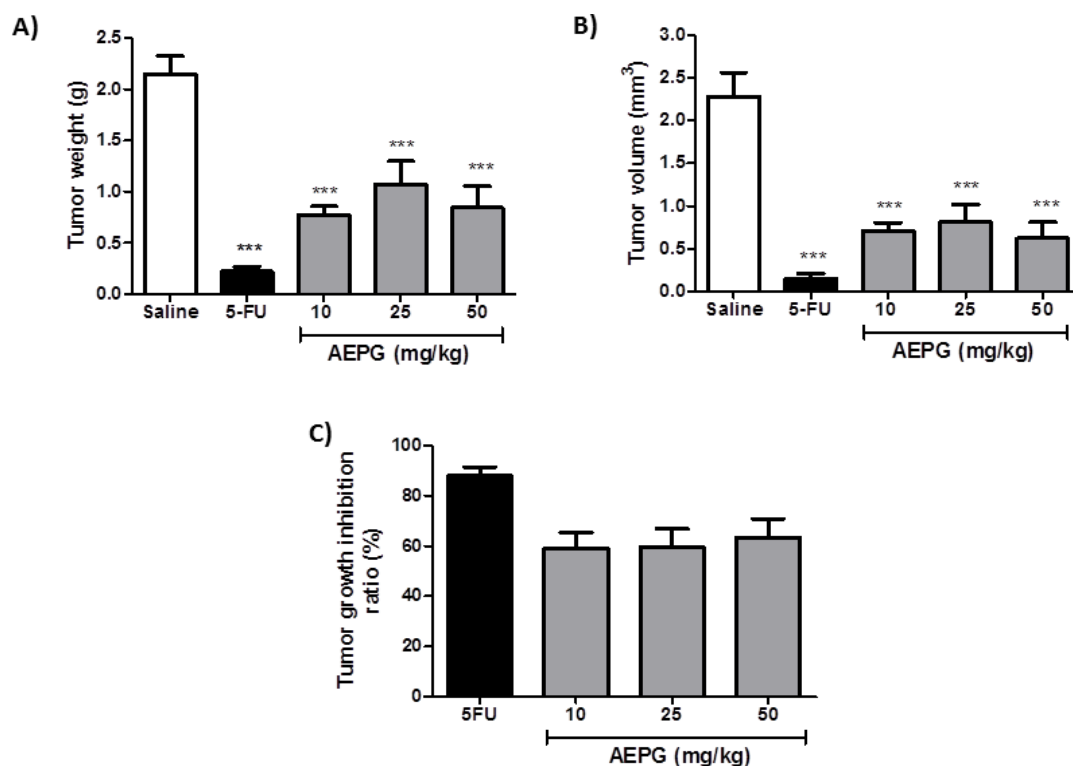 A)
Tumor weight (g)
2.5
2.0
1.5
1.0
0.5
0.0
***
***
***
***
Saline 5-FU 10 25 50
AEPG (mg/kg)
B)
Tumor volume (mm³)
3.0
2.5
2.0
1.5
1.0
0.5
0.0
***
***
***
***
Saline 5-FU 10 25 50
AEPG (mg/kg)
C)
Tumor growth inhibition
ratio (%)
100
80
60
40
20
0
5FU 10 25 50
AEPG (mg/kg)